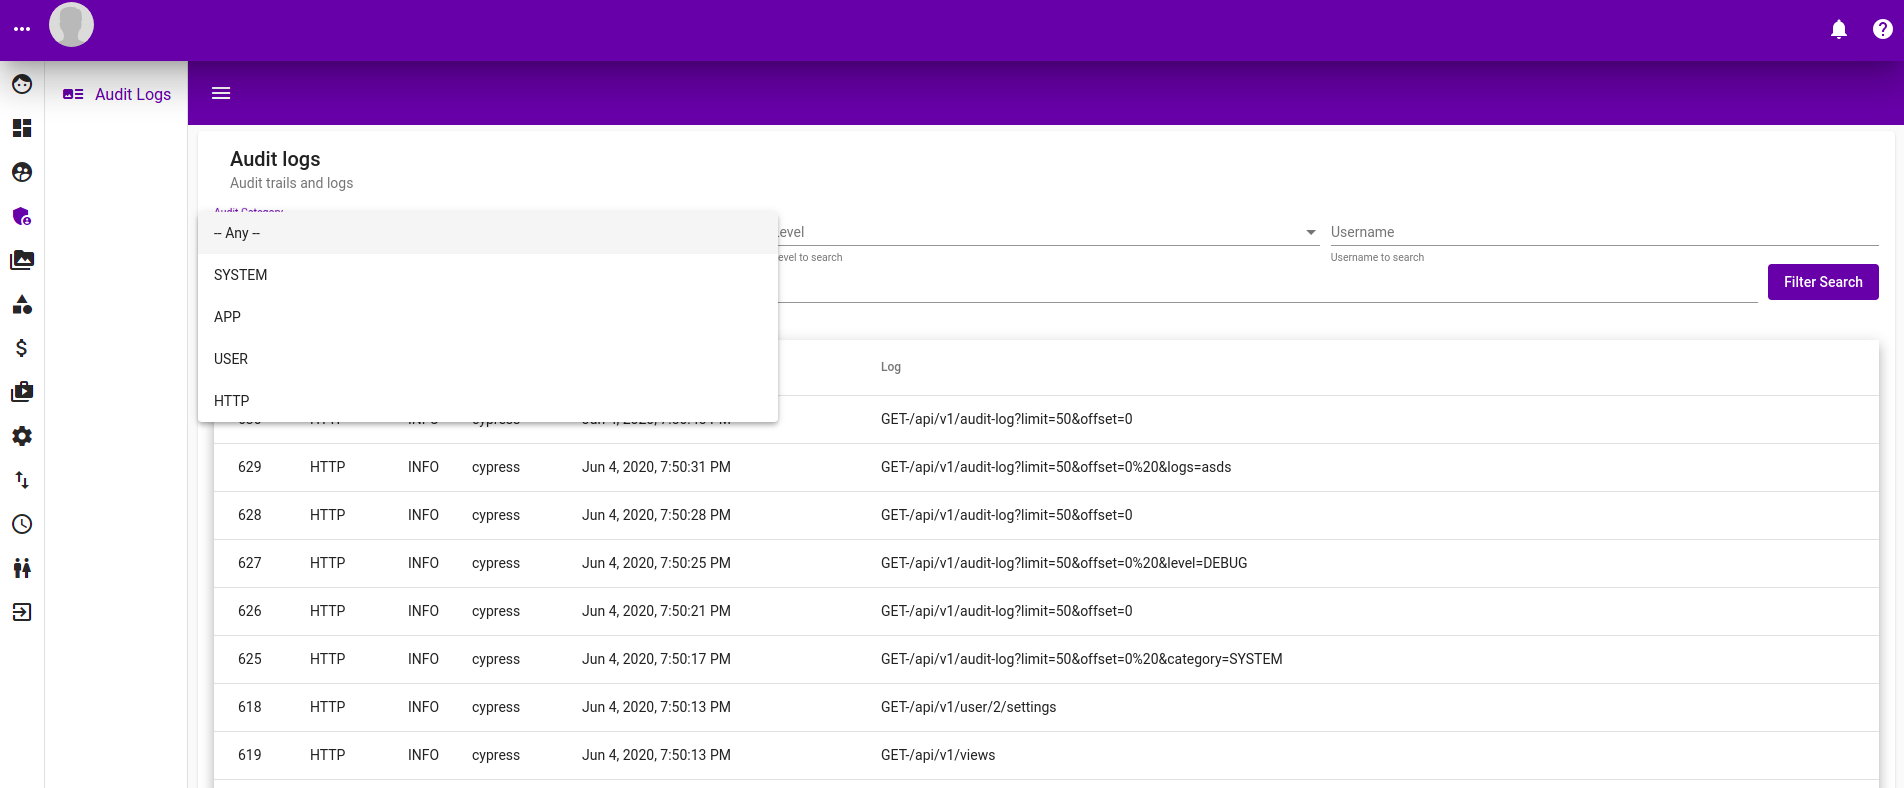 Audit Logs
Audit logs
Audit trails and logs
Audit Category
-- Any --
SYSTEM
APP
USER
HTTP
Level
Level to search
Username
Username to search
Filter Search
Log
GET-/api/v1/audit-log?limit=50&offset=0
629 HTTP INFO cypress Jun 4, 2020, 7:50:31 PM GET-/api/v1/audit-log?limit=50&offset=0%20&logs=asds
628 HTTP INFO cypress Jun 4, 2020, 7:50:28 PM GET-/api/v1/audit-log?limit=50&offset=0
627 HTTP INFO cypress Jun 4, 2020, 7:50:25 PM GET-/api/v1/audit-log?limit=50&offset=0%20&level=DEBUG
626 HTTP INFO cypress Jun 4, 2020, 7:50:21 PM GET-/api/v1/audit-log?limit=50&offset=0
625 HTTP INFO cypress Jun 4, 2020, 7:50:17 PM GET-/api/v1/audit-log?limit=50&offset=0%20&category=SYSTEM
618 HTTP INFO cypress Jun 4, 2020, 7:50:13 PM GET-/api/v1/user/2/settings
619 HTTP INFO cypress Jun 4, 2020, 7:50:13 PM GET-/api/v1/views